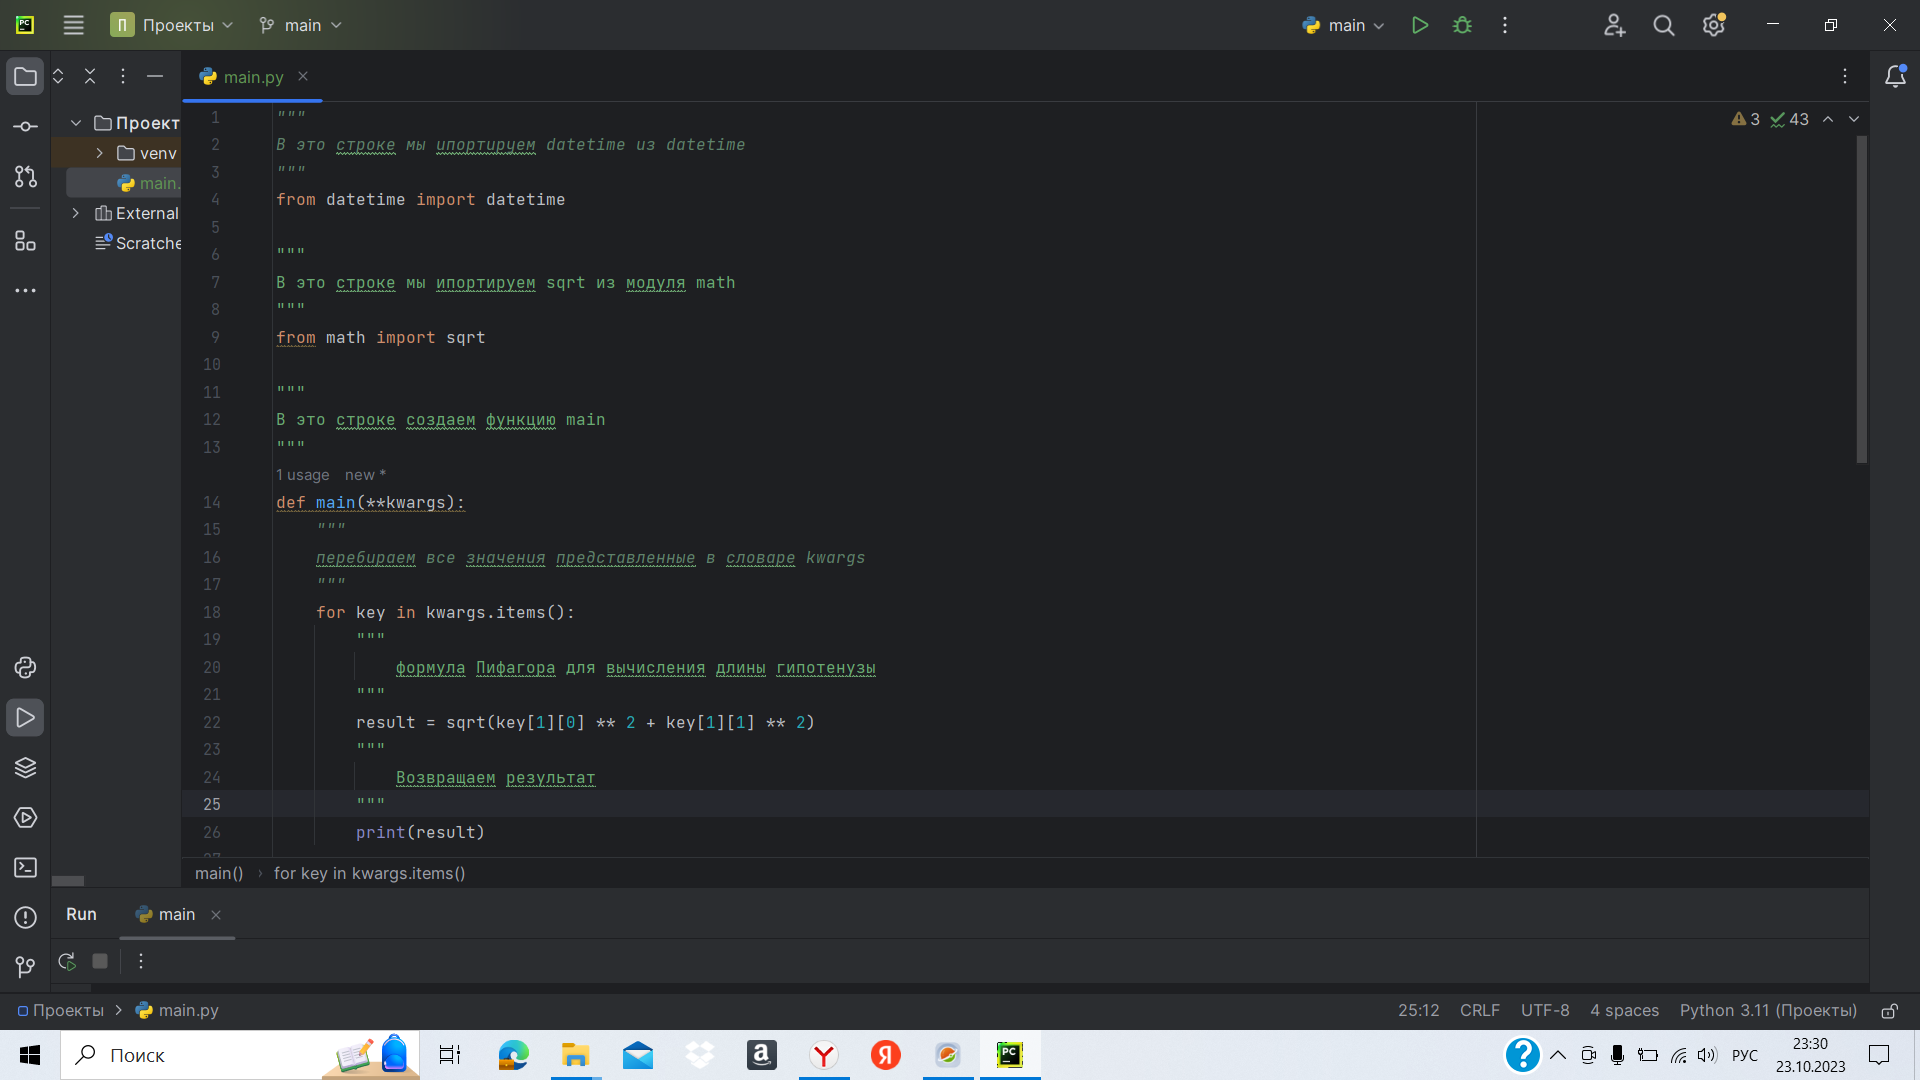 PC
П Проекты
main
main
main.py
Проект
venv
main.
External
Scratche
3
43
1 """
2 В это строке мы ипортируем datetime из datetime
3 """
4 from datetime import datetime
5
6 """
7 В это строке мы ипортируем sqrt из модуля math
8 """
9 from math import sqrt
10
11 """
12 В это строке создаем функцию main
13 """
1 usage new *
14 def main(**kwargs):
15 """
16 перебираем все значения представленные в словаре kwargs
17 """
18 for key in kwargs.items():
19 """
20 формула Пифагора для вычисления длины гипотенузы
21 """
22 result = sqrt(key[1][0] ** 2 + key[1][1] ** 2)
23 """
24 Возвращаем результат
25 """
26 print(result)
main() › for key in kwargs.items()
Run
main
Проекты > main.py
25:12 CRLF UTF-8 4 spaces Python 3.11 (Проекты)
Поиск
a
Y
Я
PC
?
РУС
23:30
23.10.2023